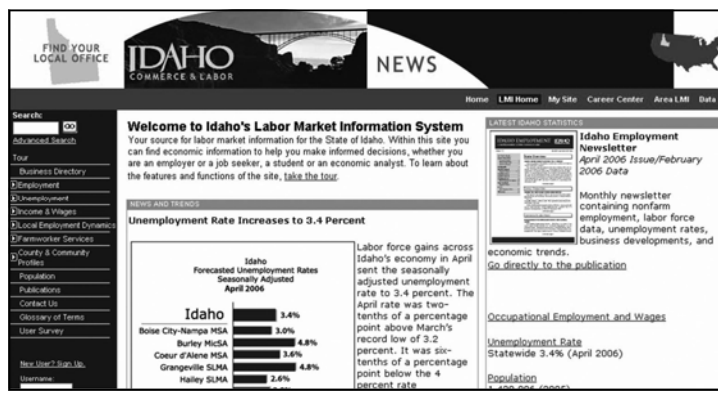 FIND YOUR
LOCAL OFFICE
IDAHO
COMMERCE & LABOR
NEWS
Home LMI Home My Site Career Center Area LMI Data
Search:
GO
Advanced Search
Tour
Business Directory
Employment
Unemployment
Income & Wages
Local Employment Dynamics
Farmworker Services
County & Community
Profiles
Population
Publications
Contact Us
Glossary of Terms
User Survey
New User? Sign Up.
Username:
Welcome to Idaho's Labor Market Information System
Your source for labor market information for the State of Idaho. Within this site you
can find economic information to help you make informed decisions, whether you
are an employer or a job seeker, a student or an economic analyst. To learn about
the features and functions of the site, take the tour.
NEWS AND TRENDS
Unemployment Rate Increases to 3.4 Percent
Idaho
Forecasted Unemployment Rates
Seasonally Adjusted
April 2006
Idaho 3.4%
Boise City-Nampa MSA 3.0%
Burley MicSA 4.8%
Coeur d'Alene MSA 3.6%
Grangeville SLMA 4.8%
Hailey SLMA 2.6%
Labor force gains across
Idaho's economy in April
sent the seasonally
adjusted unemployment
rate to 3.4 percent. The
April rate was two-
tenths of a percentage
point above March's
record low of 3.2
percent. It was six-
tenths of a percentage
point below the 4
percent rate
LATEST IDAHO STATISTICS
IDAHO EMPLOYMENT
Idaho Employment
Newsletter
April 2006 Issue/February
2006 Data
Monthly newsletter
containing nonfarm
employment, labor force
data, unemployment rates,
business developments, and
economic trends.
Go directly to the publication
Occupational Employment and Wages
Unemployment Rate
Statewide 3.4% (April 2006)
Population